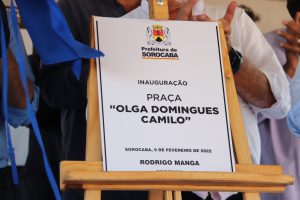 Prefeitura de
SOROCABA
INAUGURAÇÃO
PRAÇA
“OLGA DOMINGUES
CAMILO”
SOROCABA, 5 DE FEVEREIRO DE 2022
RODRIGO MANGA